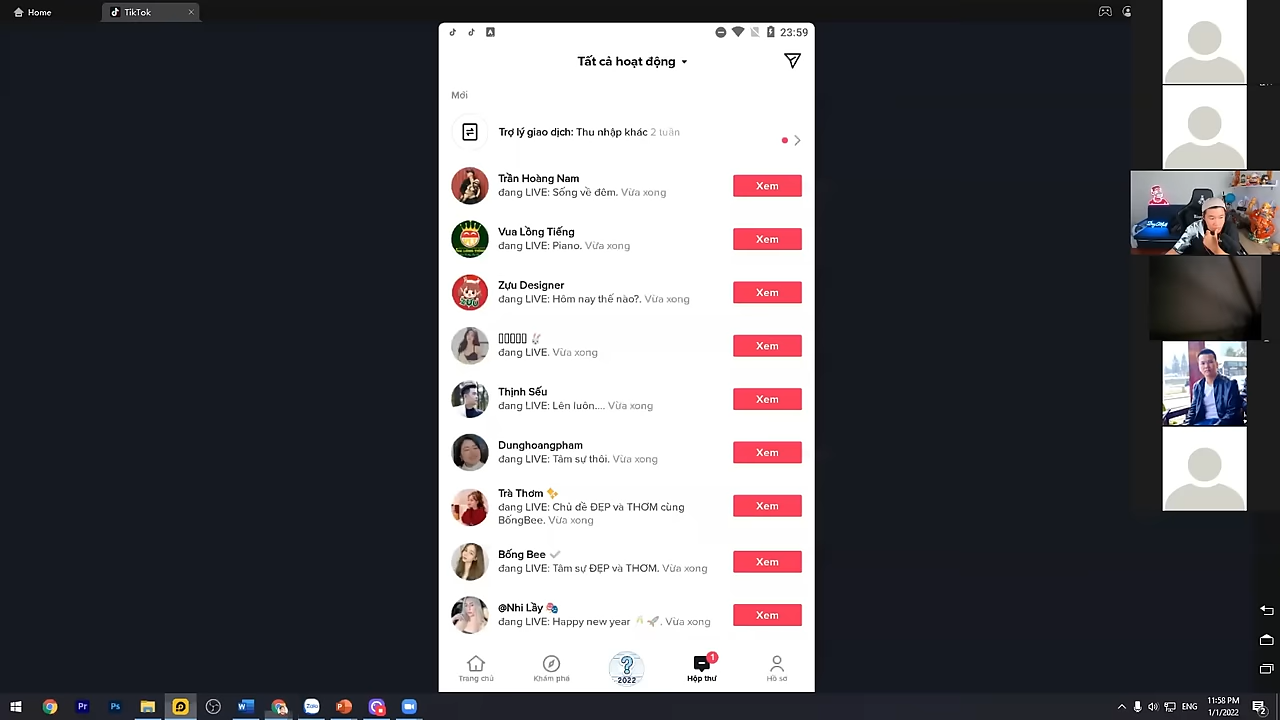 Home
TikTok
23:59
Tất cả hoạt động
Mới
Trợ lý giao dịch: Thu nhập khác 2 tuần
Trần Hoàng Nam
đang LIVE: Sống về đêm. Vừa xong
Xem
Vua Lồng Tiếng
đang LIVE: Piano. Vừa xong
Xem
Zựu Designer
đang LIVE: Hôm nay thế nào?. Vừa xong
Xem
đang LIVE. Vừa xong
Xem
Thịnh Sếu
đang LIVE: Lên luôn.... Vừa xong
Xem
Dunghoangpham
đang LIVE: Tâm sự thôi. Vừa xong
Xem
Trà Thơm ✨
đang LIVE: Chủ đề ĐẸP và THƠM cùng
BốngBee. Vừa xong
Xem
Bống Bee
đang LIVE: Tâm sự ĐẸP và THƠM. Vừa xong
Xem
@Nhi Lầy 🎭
đang LIVE: Happy new year 🚀. Vừa xong
Xem
Trang chủ
Khám phá
2022
1
Hộp thư
Hồ sơ
Pr
Ps
W
Zalo
P
ENG
11:58 PM
1/1/2022